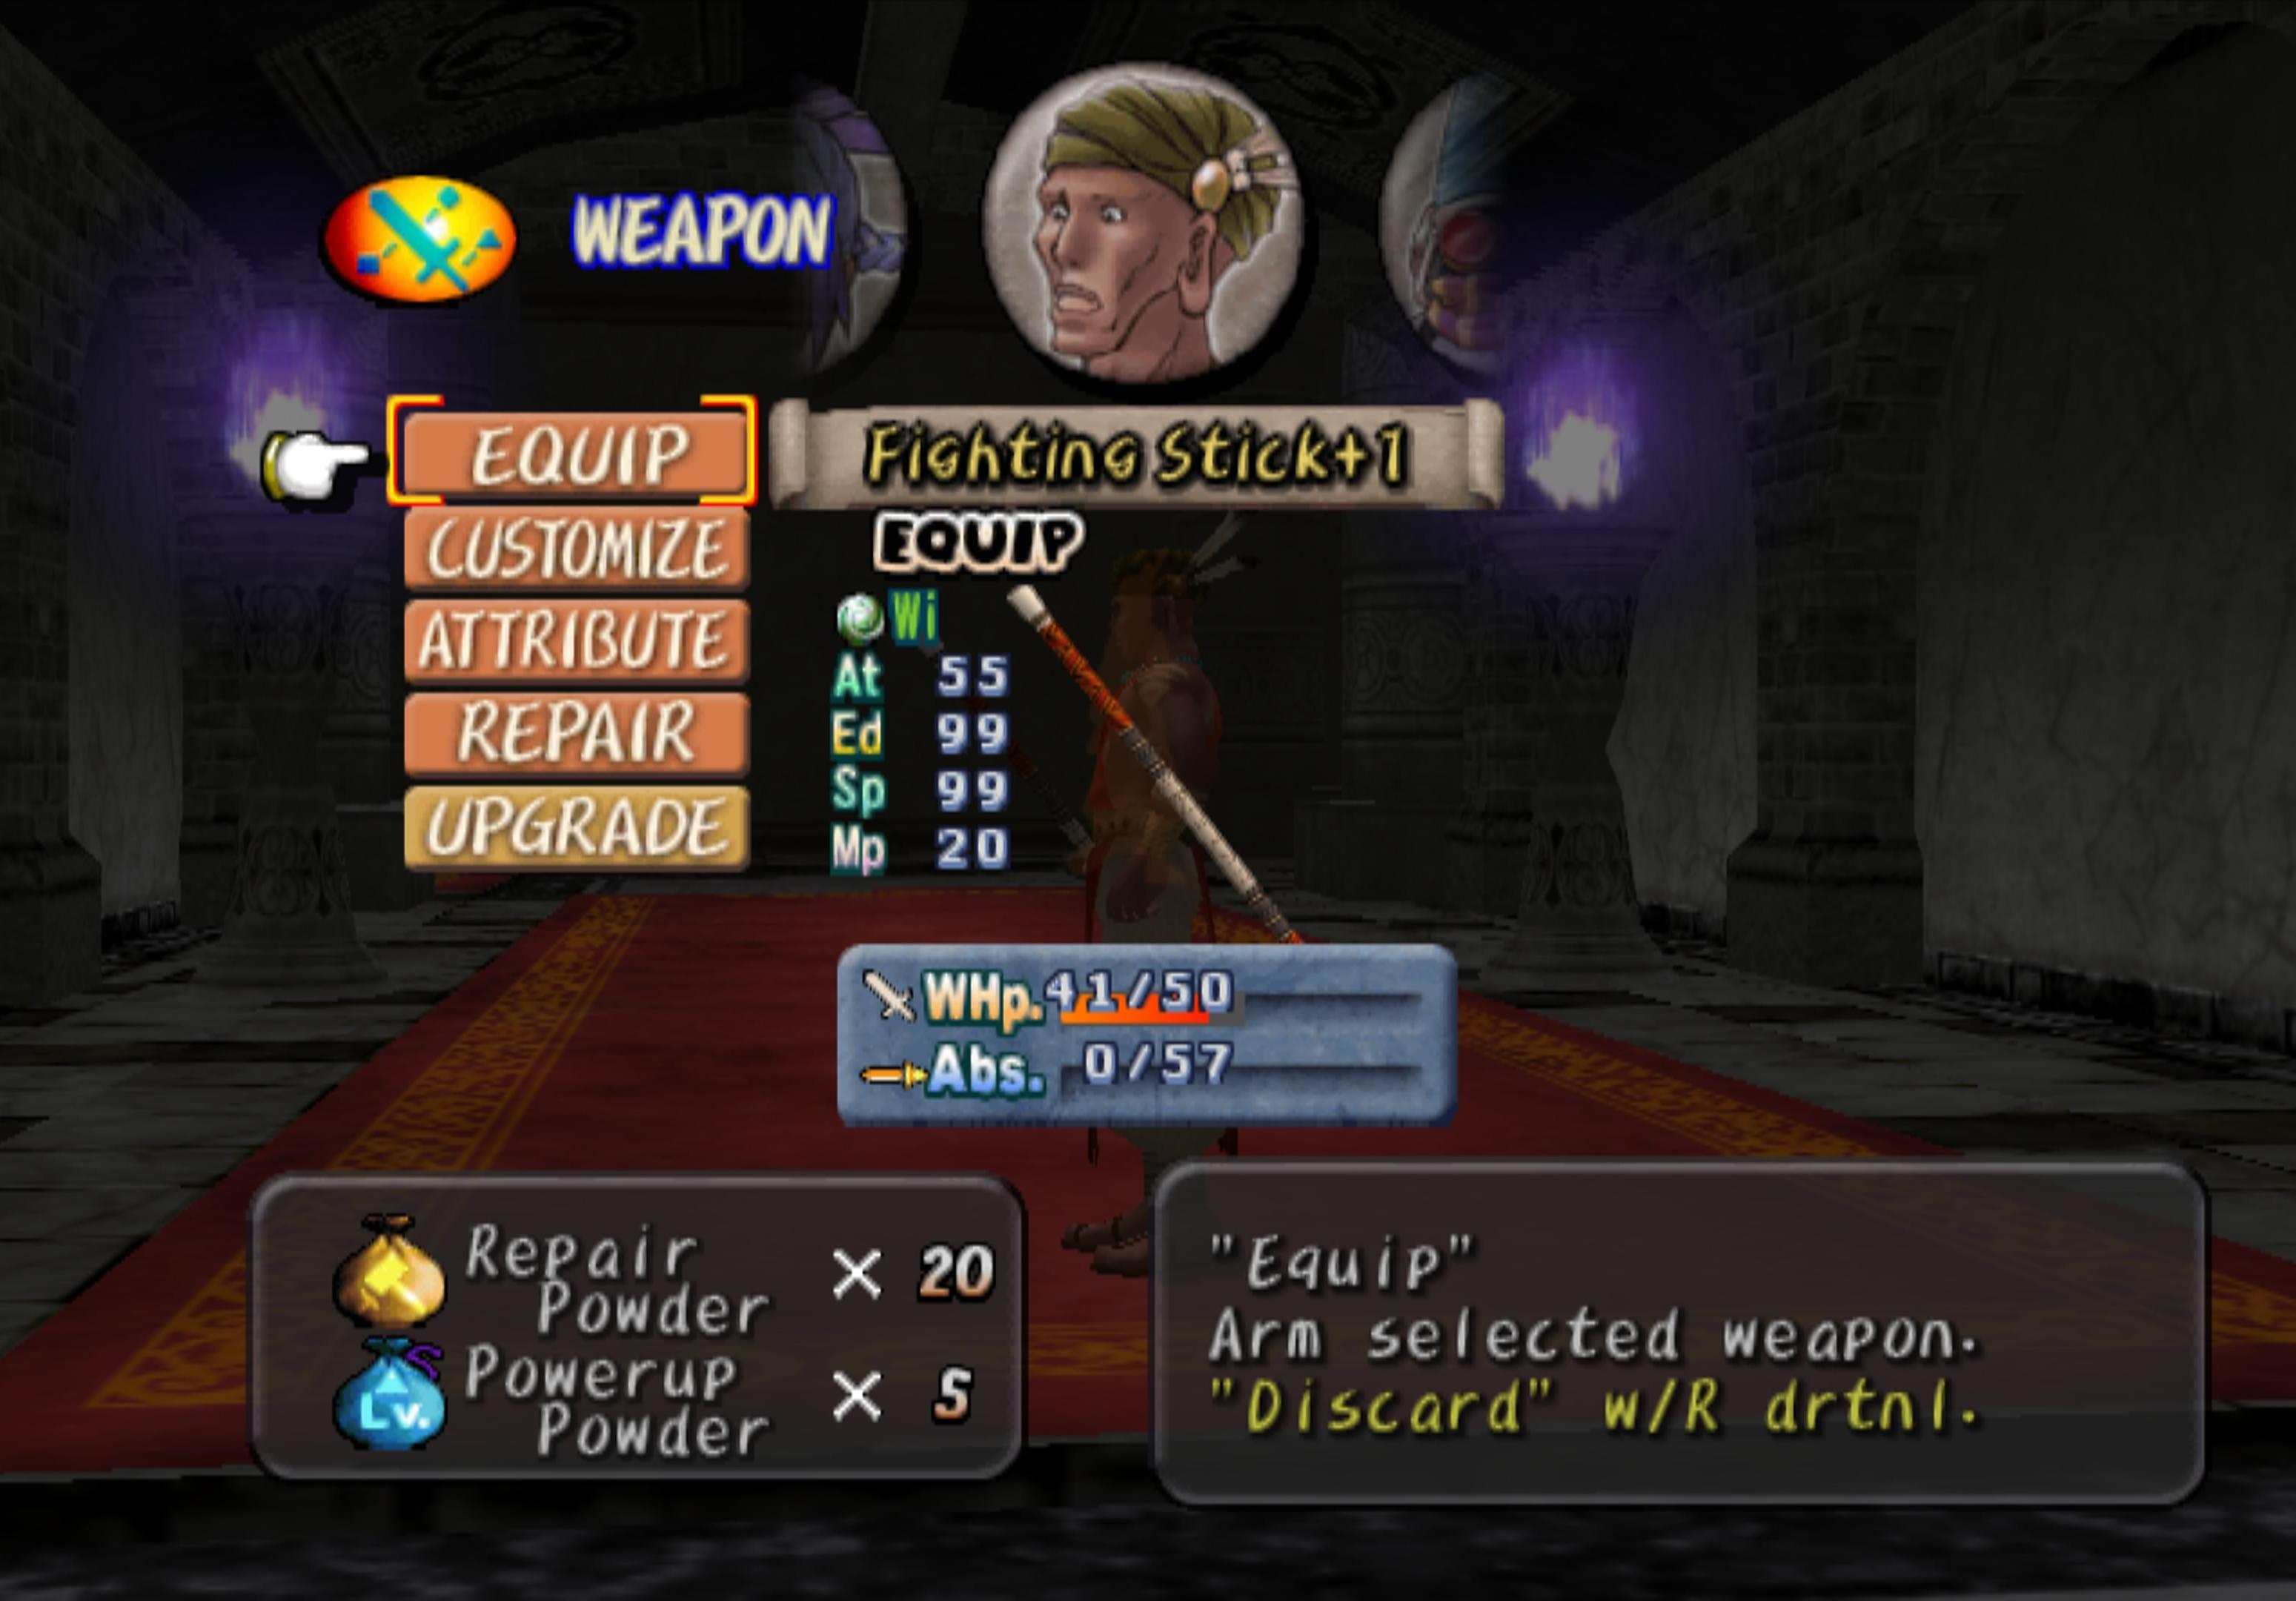 WEAPON
EQUIP
CUSTOMIZE
ATTRIBUTE
REPAIR
UPGRADE
Fighting Stick+1
EQUIP
Wi
At 55
Ed 99
Sp 99
Mp 20
WHp. 41/50
Abs. 0/57
Repair
Powder × 20
Lv.
Powerup
Powder × 5
"Equip"
Arm selected weapon.
"Discard" w/R drtnl.